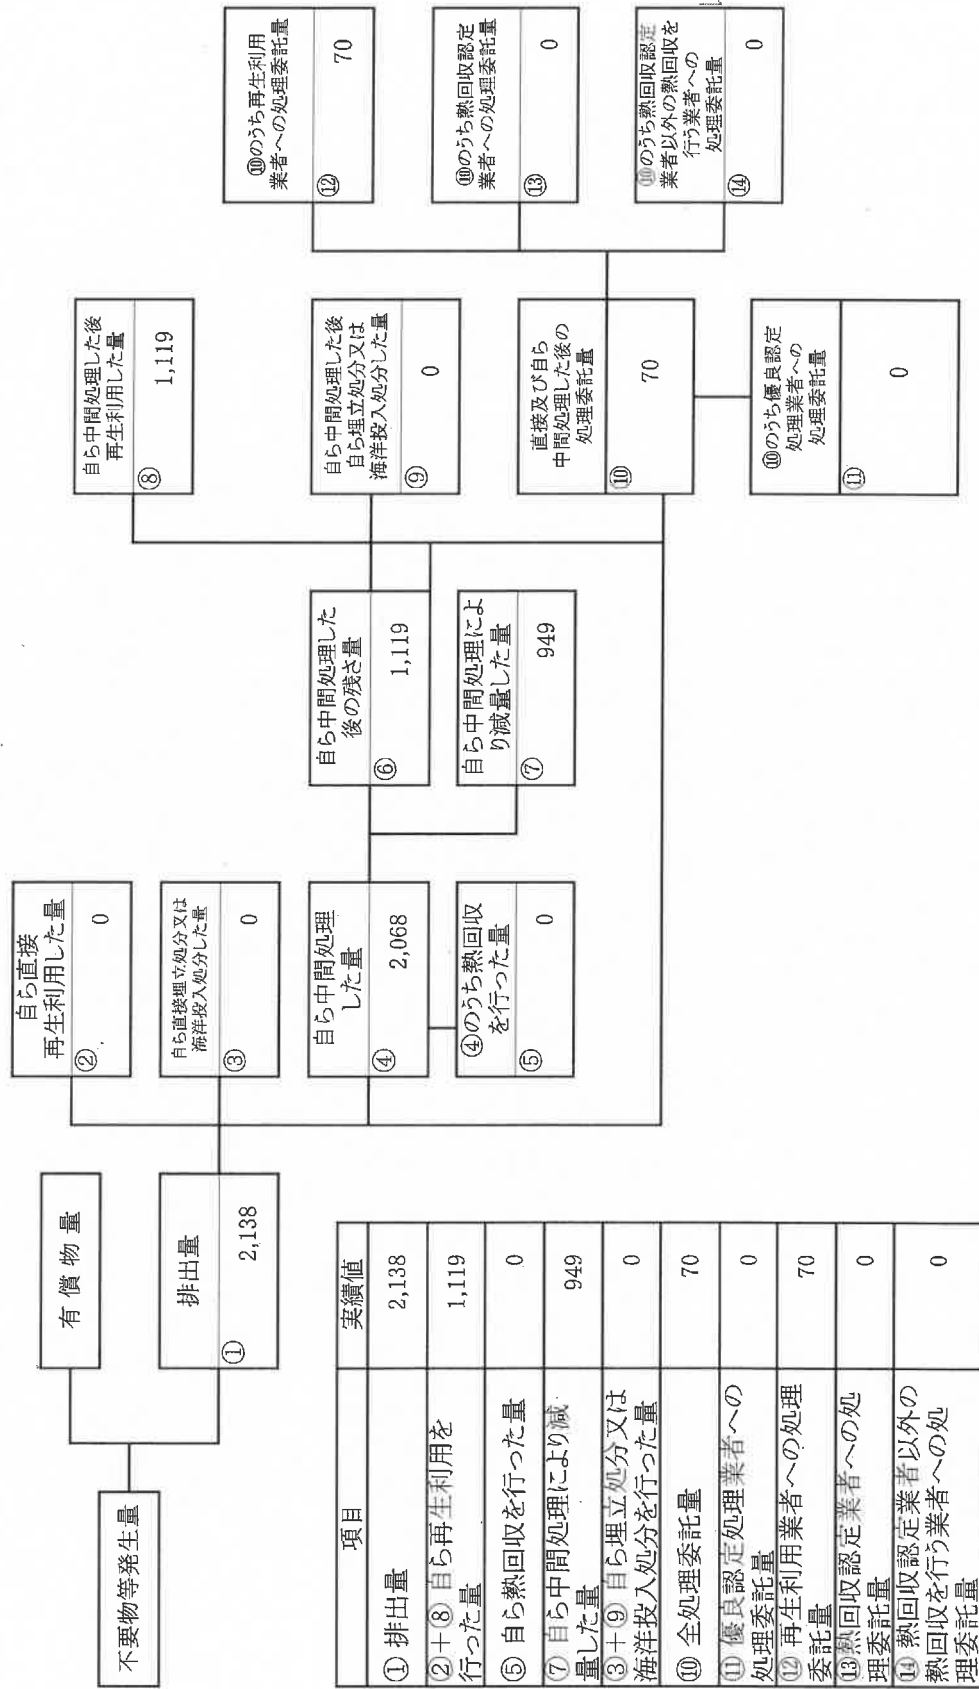 不要物等発生量
有償物量
排出量
①
2,138
自ら直接
再生利用した量
②
0
自ら直接埋立処分又は
海洋投入処分した量
③
0
自ら中間処理
した量
④
2,068
④のうち熱回収
を行った量
⑤
0
自ら中間処理した
後の残さ量
⑥
1,119
自ら中間処理によ
り減量した量
⑦
949
自ら中間処理した後
再生利用した量
⑧
1,119
自ら中間処理した後
自ら埋立処分又は
海洋投入処分した量
⑨
0
直接及び自ら
中間処理した後の
処理委託量
⑩
70
⑩のうち優良認定
処理業者への
処理委託量
⑪
0
⑩のうち再生利用
業者への処理委託量
⑫
70
⑩のうち熱回収認定
業者への処理委託量
⑬
0
⑩のうち熱回収認定
業者以外の熱回収を
行う業者への
処理委託量
⑭
0
項目 実績値
①排出量 2,138
②＋⑧ 自ら再生利用を
行った量 1,119
⑤ 自ら熱回収を行った量 0
⑦ 自ら中間処理により減
量した量 949
③＋⑨ 自ら埋立処分又は
海洋投入処分を行った量 0
⑩ 全処理委託量 70
⑪ 優良認定処理業者への
処理委託量 0
⑫ 再生利用業者への処理
委託量 70
⑬熱回収認定業者への処
理委託量 0
⑭ 熱回収認定業者以外の
熱回収を行う業者への処
理委託量 0